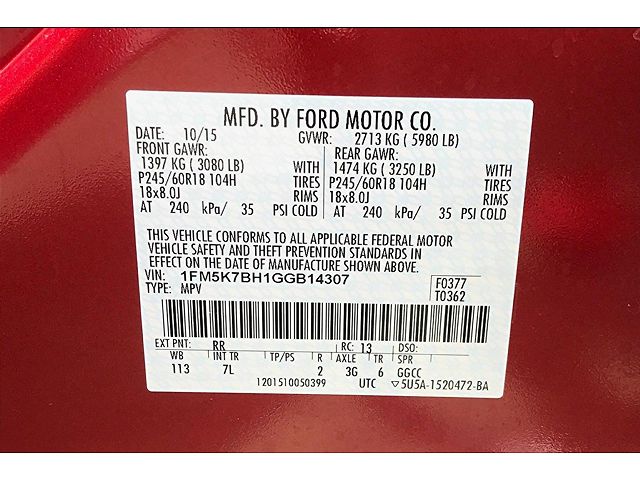 MFD. BY FORD MOTOR CO.
DATE: 10/15 GVWR: 2713 KG ( 5980 LB)
FRONT GAWR: REAR GAWR:
1397 KG ( 3080 LB) WITH 1474 KG ( 3250 LB) WITH
P245/60R18 104H TIRES P245/60R18 104H TIRES
18x8.0J RIMS 18x8.0J RIMS
AT 240 kPa/ 35 PSI COLD AT 240 kPa/ 35 PSI COLD
THIS VEHICLE CONFORMS TO ALL APPLICABLE FEDERAL MOTOR
VEHICLE SAFETY AND THEFT PREVENTION STANDARDS IN
EFFECT ON THE DATE OF MANUFACTURE SHOWN ABOVE.
VIN: 1FM5K7BH1GGB14307 F0377
TYPE: MPV T0362
EXT PNT: RR RC: 13 DSO:
WB INT TR TP/PS R AXLE TR SPR
113 7L 2 3G 6 GGCC
1201510050399 UTC ▽5U5A-1520472-BA